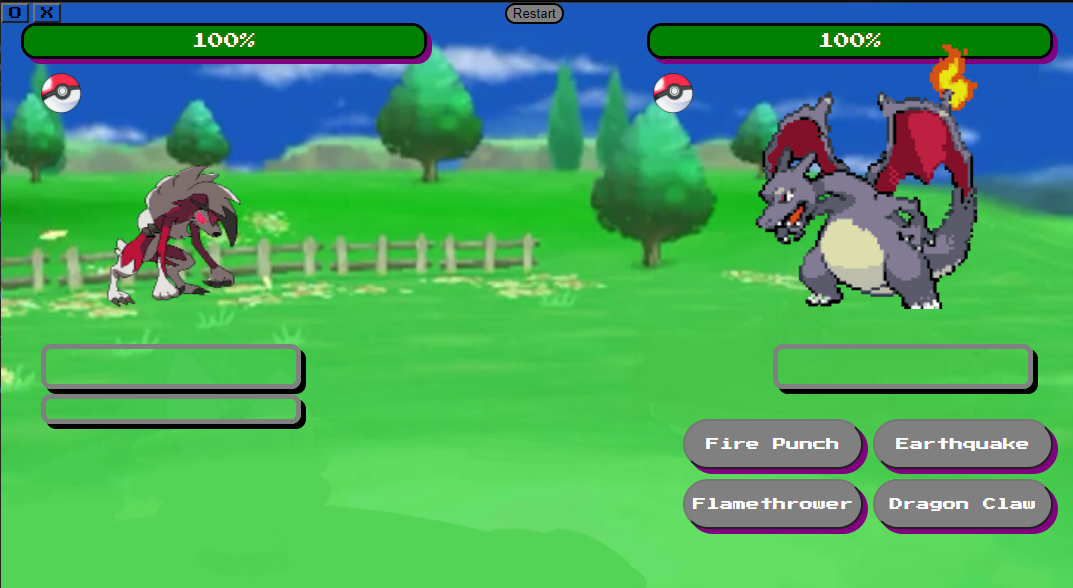 O X
Restart
100% 100%
Fire Punch Earthquake
Flamethrower Dragon Claw